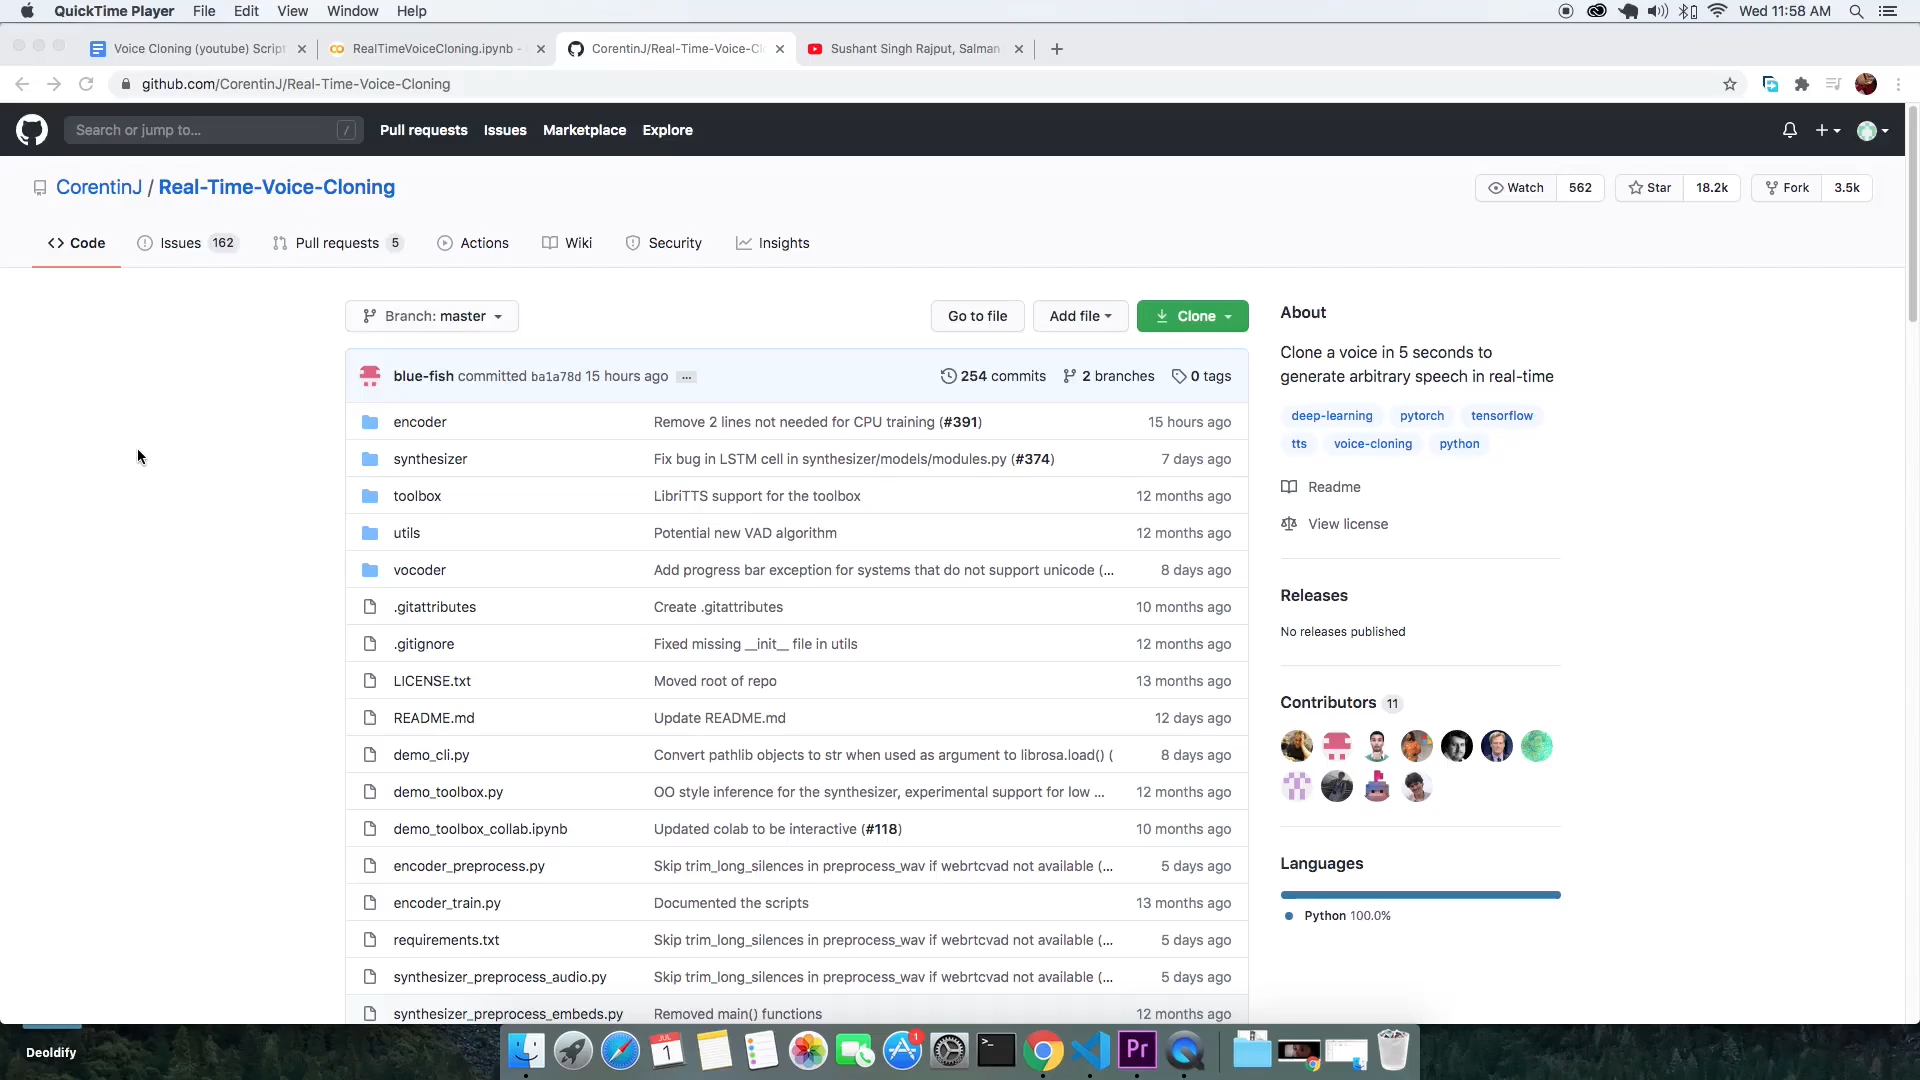 QuickTime Player File Edit View Window Help Wed 11:58 AM
Voice Cloning (youtube) Script RealTimeVoiceCloning.ipynb - CorentinJ/Real-Time-Voice-Cl Sushant Singh Rajput, Salman
github.com/CorentinJ/Real-Time-Voice-Cloning
Search or jump to... / Pull requests Issues Marketplace Explore
CorentinJ / Real-Time-Voice-Cloning Watch 562 Star 18.2k Fork 3.5k
Code Issues 162 Pull requests 5 Actions Wiki Security Insights
Branch: master Go to file Add file Clone
blue-fish committed ba1a78d 15 hours ago ... 254 commits 2 branches 0 tags
encoder Remove 2 lines not needed for CPU training (#391) 15 hours ago
synthesizer Fix bug in LSTM cell in synthesizer/models/modules.py (#374) 7 days ago
toolbox LibriTTS support for the toolbox 12 months ago
utils Potential new VAD algorithm 12 months ago
vocoder Add progress bar exception for systems that do not support unicode (... 8 days ago
.gitattributes Create .gitattributes 10 months ago
.gitignore Fixed missing __init__ file in utils 12 months ago
LICENSE.txt Moved root of repo 13 months ago
README.md Update README.md 12 days ago
demo_cli.py Convert pathlib objects to str when used as argument to librosa.load() ( 8 days ago
demo_toolbox.py OO style inference for the synthesizer, experimental support for low ... 12 months ago
demo_toolbox_collab.ipynb Updated colab to be interactive (#118) 10 months ago
encoder_preprocess.py Skip trim_long_silences in preprocess_wav if webrtcvad not available (... 5 days ago
encoder_train.py Documented the scripts 13 months ago
requirements.txt Skip trim_long_silences in preprocess_wav if webrtcvad not available (... 5 days ago
synthesizer_preprocess_audio.py Skip trim_long_silences in preprocess_wav if webrtcvad not available (... 5 days ago
synthesizer_preprocess_embeds.py Removed main() functions 12 months ago
About
Clone a voice in 5 seconds to
generate arbitrary speech in real-time
deep-learning pytorch tensorflow
tts voice-cloning python
Readme
View license
Releases
No releases published
Contributors 11
Languages
Python 100.0%
Deoldify
JUL
1
1
Pr